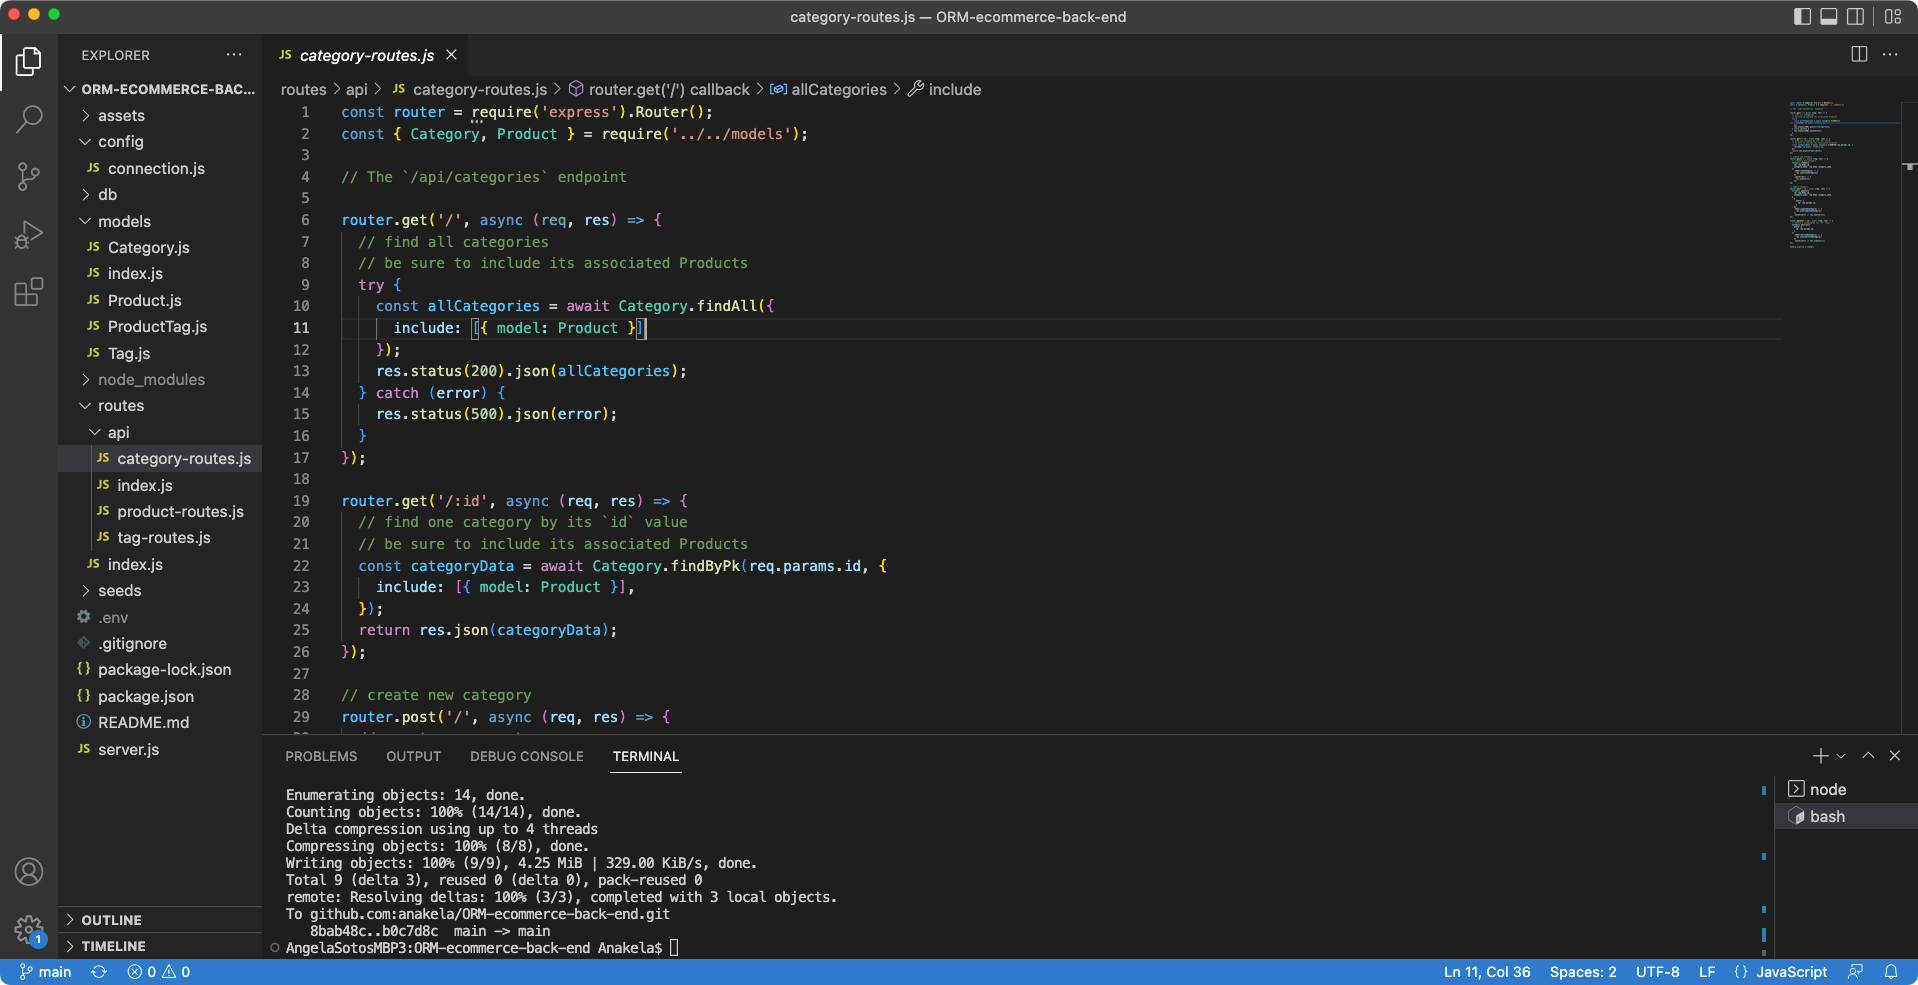 category-routes.js — ORM-ecommerce-back-end
EXPLORER
ORM-ECOMMERCE-BAC...
assets
config
JS connection.js
db
models
JS Category.js
JS index.js
JS Product.js
JS ProductTag.js
JS Tag.js
node_modules
routes
api
JS category-routes.js
JS index.js
JS product-routes.js
JS tag-routes.js
JS index.js
seeds
.env
.gitignore
{} package-lock.json
{} package.json
README.md
JS server.js
OUTLINE
TIMELINE
JS category-routes.js
routes > api > JS category-routes.js > router.get('/') callback > allCategories > include
1 const router = require('express').Router();
2 const { Category, Product } = require('../../models');
3
4 // The `/api/categories` endpoint
5
6 router.get('/', async (req, res) => {
7 // find all categories
8 // be sure to include its associated Products
9 try {
10 const allCategories = await Category.findAll({
11 include: [{ model: Product }]
12 });
13 res.status(200).json(allCategories);
14 } catch (error) {
15 res.status(500).json(error);
16 }
17 });
18
19 router.get('/:id', async (req, res) => {
20 // find one category by its `id` value
21 // be sure to include its associated Products
22 const categoryData = await Category.findByPk(req.params.id, {
23 include: [{ model: Product }],
24 });
25 return res.json(categoryData);
26 });
27
28 // create new category
29 router.post('/', async (req, res) => {
PROBLEMS OUTPUT DEBUG CONSOLE TERMINAL
Enumerating objects: 14, done.
Counting objects: 100% (14/14), done.
Delta compression using up to 4 threads
Compressing objects: 100% (8/8), done.
Writing objects: 100% (9/9), 4.25 MiB | 329.00 KiB/s, done.
Total 9 (delta 3), reused 0 (delta 0), pack-reused 0
remote: Resolving deltas: 100% (3/3), completed with 3 local objects.
To github.com:anakela/ORM-ecommerce-back-end.git
8bab48c..b0c7d8c main -> main
AngelaSotosMBP3:ORM-ecommerce-back-end Anakela$
node
bash
1
main 0 0 Ln 11, Col 36 Spaces: 2 UTF-8 LF {} JavaScript